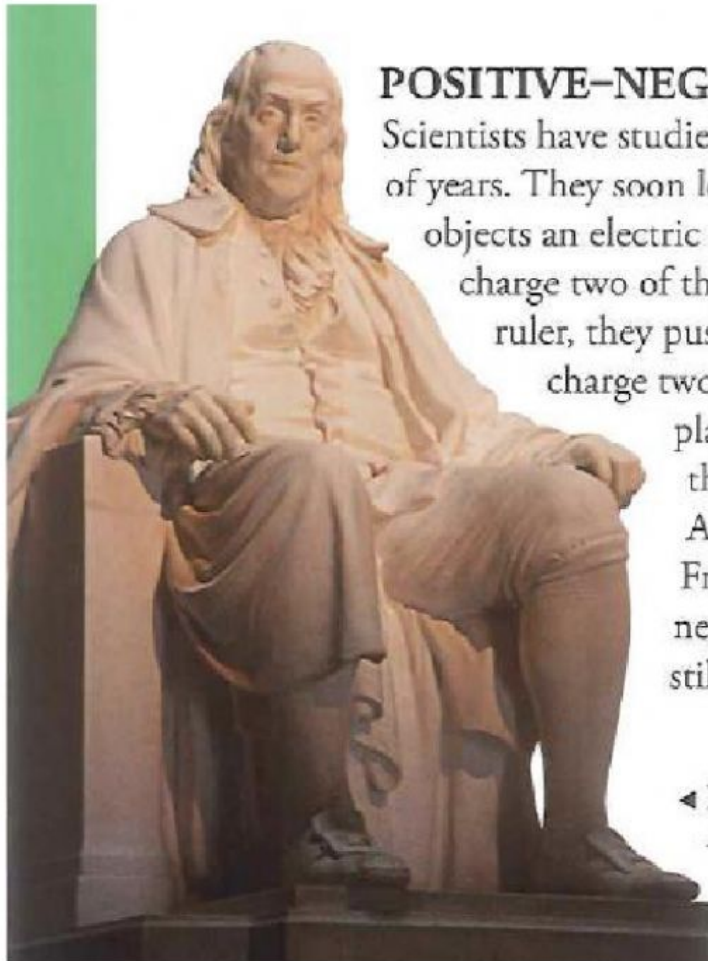 POSITIVE–NEG
Scientists have studie
of years. They soon l
objects an electric
charge two of th
ruler, they pus
charge two
pla
th
A
Fr
ne
stil
◄